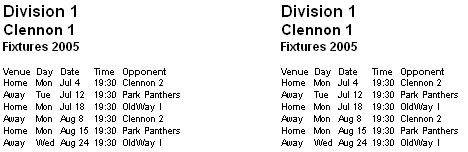 Division 1
Clennon 1
Fixtures 2005
Venue Day Date Time Opponent
Home Mon Jul 4 19:30 Clennon 2
Away Tue Jul 12 19:30 Park Panthers
Home Mon Jul 18 19:30 OldWay I
Away Mon Aug 8 19:30 Clennon 2
Home Mon Aug 15 19:30 Park Panthers
Away Wed Aug 24 19:30 OldWay I
Division 1
Clennon 1
Fixtures 2005
Venue Day Date Time Opponent
Home Mon Jul 4 19:30 Clennon 2
Away Tue Jul 12 19:30 Park Panthers
Home Mon Jul 18 19:30 OldWay I
Away Mon Aug 8 19:30 Clennon 2
Home Mon Aug 15 19:30 Park Panthers
Away Wed Aug 24 19:30 OldWay I